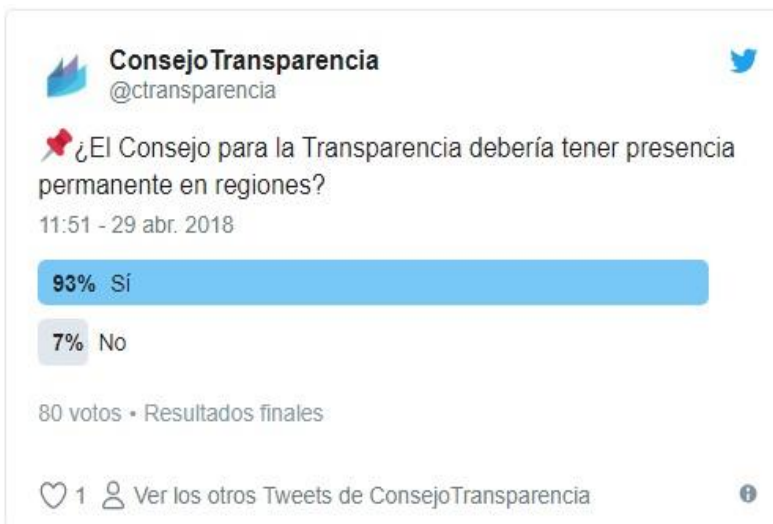 ConsejoTransparencia
@ctransparencia
¿El Consejo para la Transparencia debería tener presencia
permanente en regiones?
11:51 - 29 abr. 2018
93% Sí
7% No
80 votos • Resultados finales
1 Ver los otros Tweets de ConsejoTransparencia